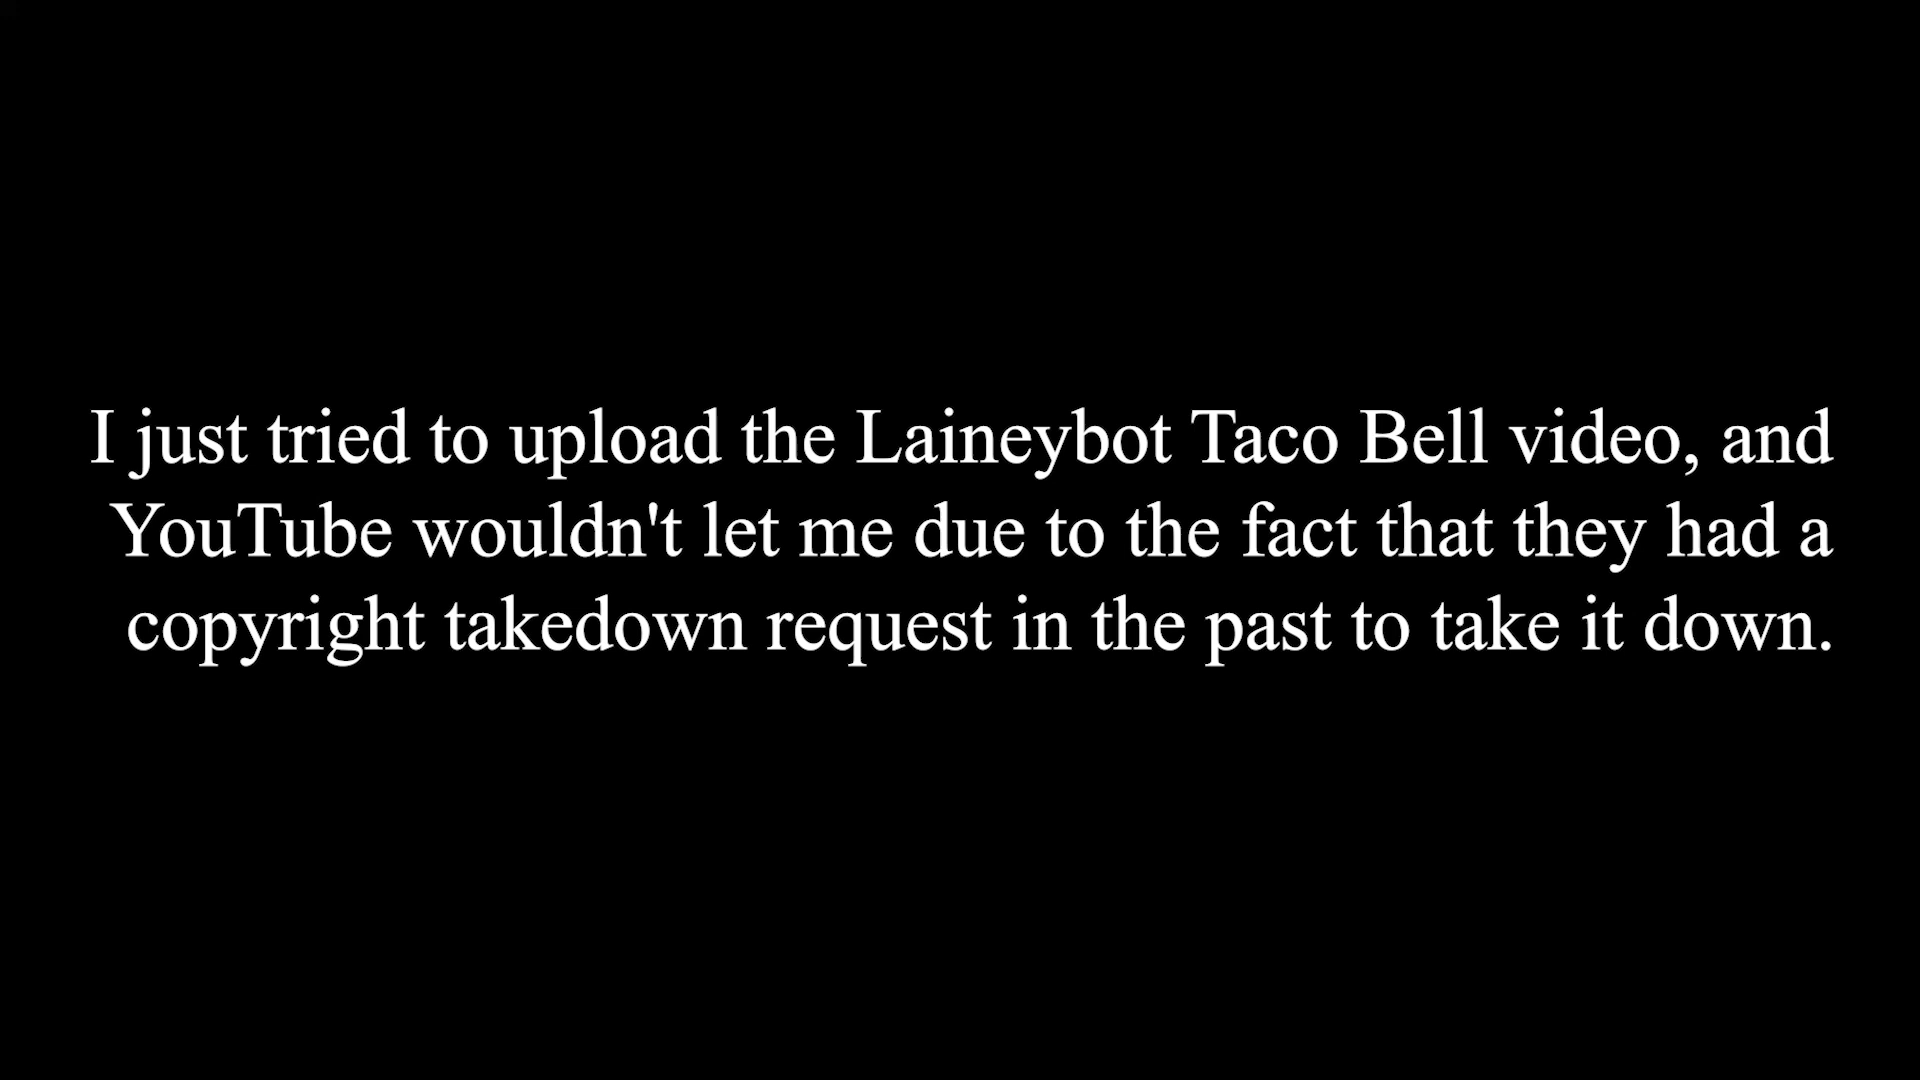 I just tried to upload the Laineybot Taco Bell video, and
YouTube wouldn't let me due to the fact that they had a
copyright takedown request in the past to take it down.